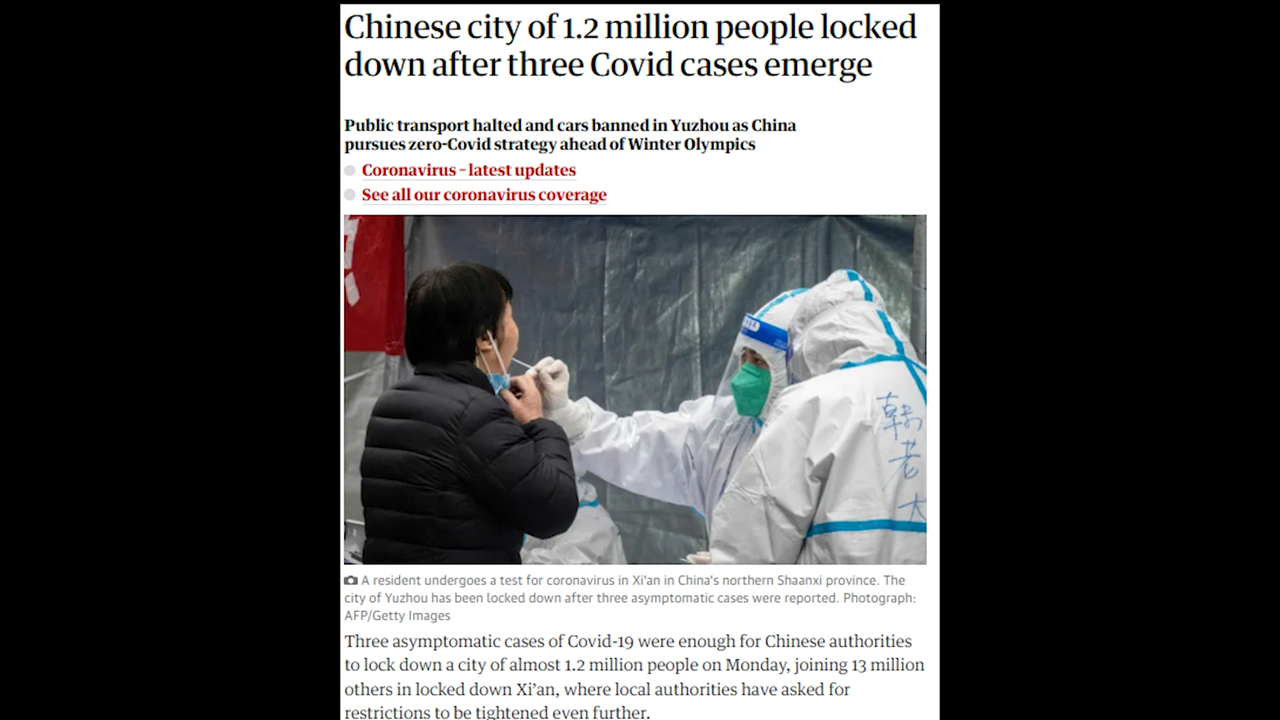 Chinese city of 1.2 million people locked
down after three Covid cases emerge
Public transport halted and cars banned in Yuzhou as China
pursues zero-Covid strategy ahead of Winter Olympics
Coronavirus – latest updates
See all our coronavirus coverage
韩
老
大
A resident undergoes a test for coronavirus in Xi'an in China's northern Shaanxi province. The
city of Yuzhou has been locked down after three asymptomatic cases were reported. Photograph:
AFP/Getty Images
Three asymptomatic cases of Covid-19 were enough for Chinese authorities
to lock down a city of almost 1.2 million people on Monday, joining 13 million
others in locked down Xi’an, where local authorities have asked for
restrictions to be tightened even further.